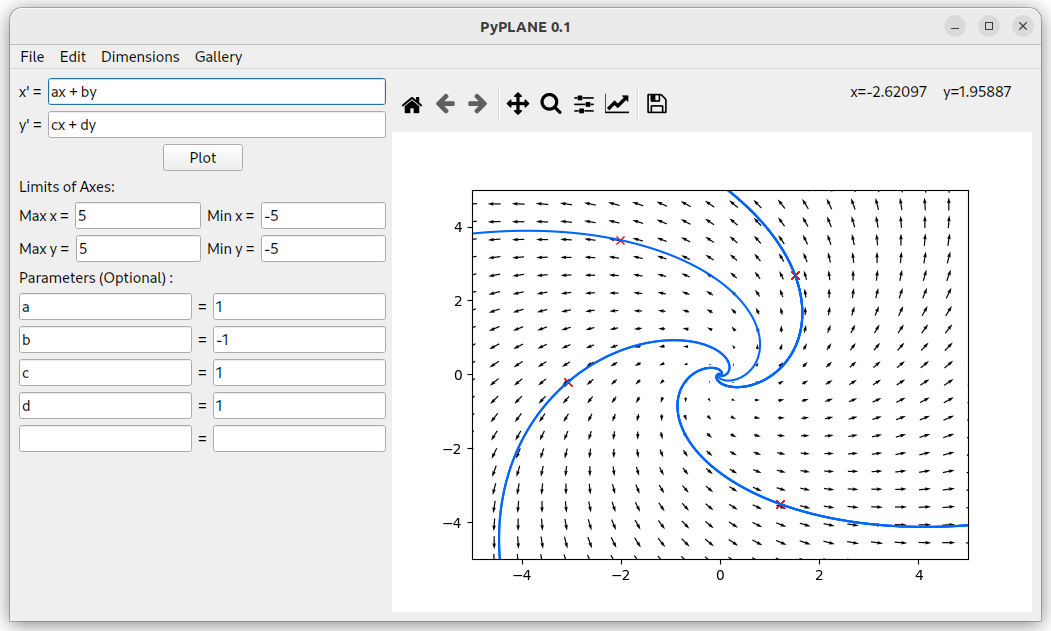 PyPLANE 0.1
File Edit Dimensions Gallery
x' = ax + by
y' = cx + dy
Plot
Limits of Axes:
Max x = 5 Min x = -5
Max y = 5 Min y = -5
Parameters (Optional) :
a = 1
b = -1
c = 1
d = 1
=
x=-2.62097 y=1.95887
4
2
0
−2
−4
−4 −2 0 2 4